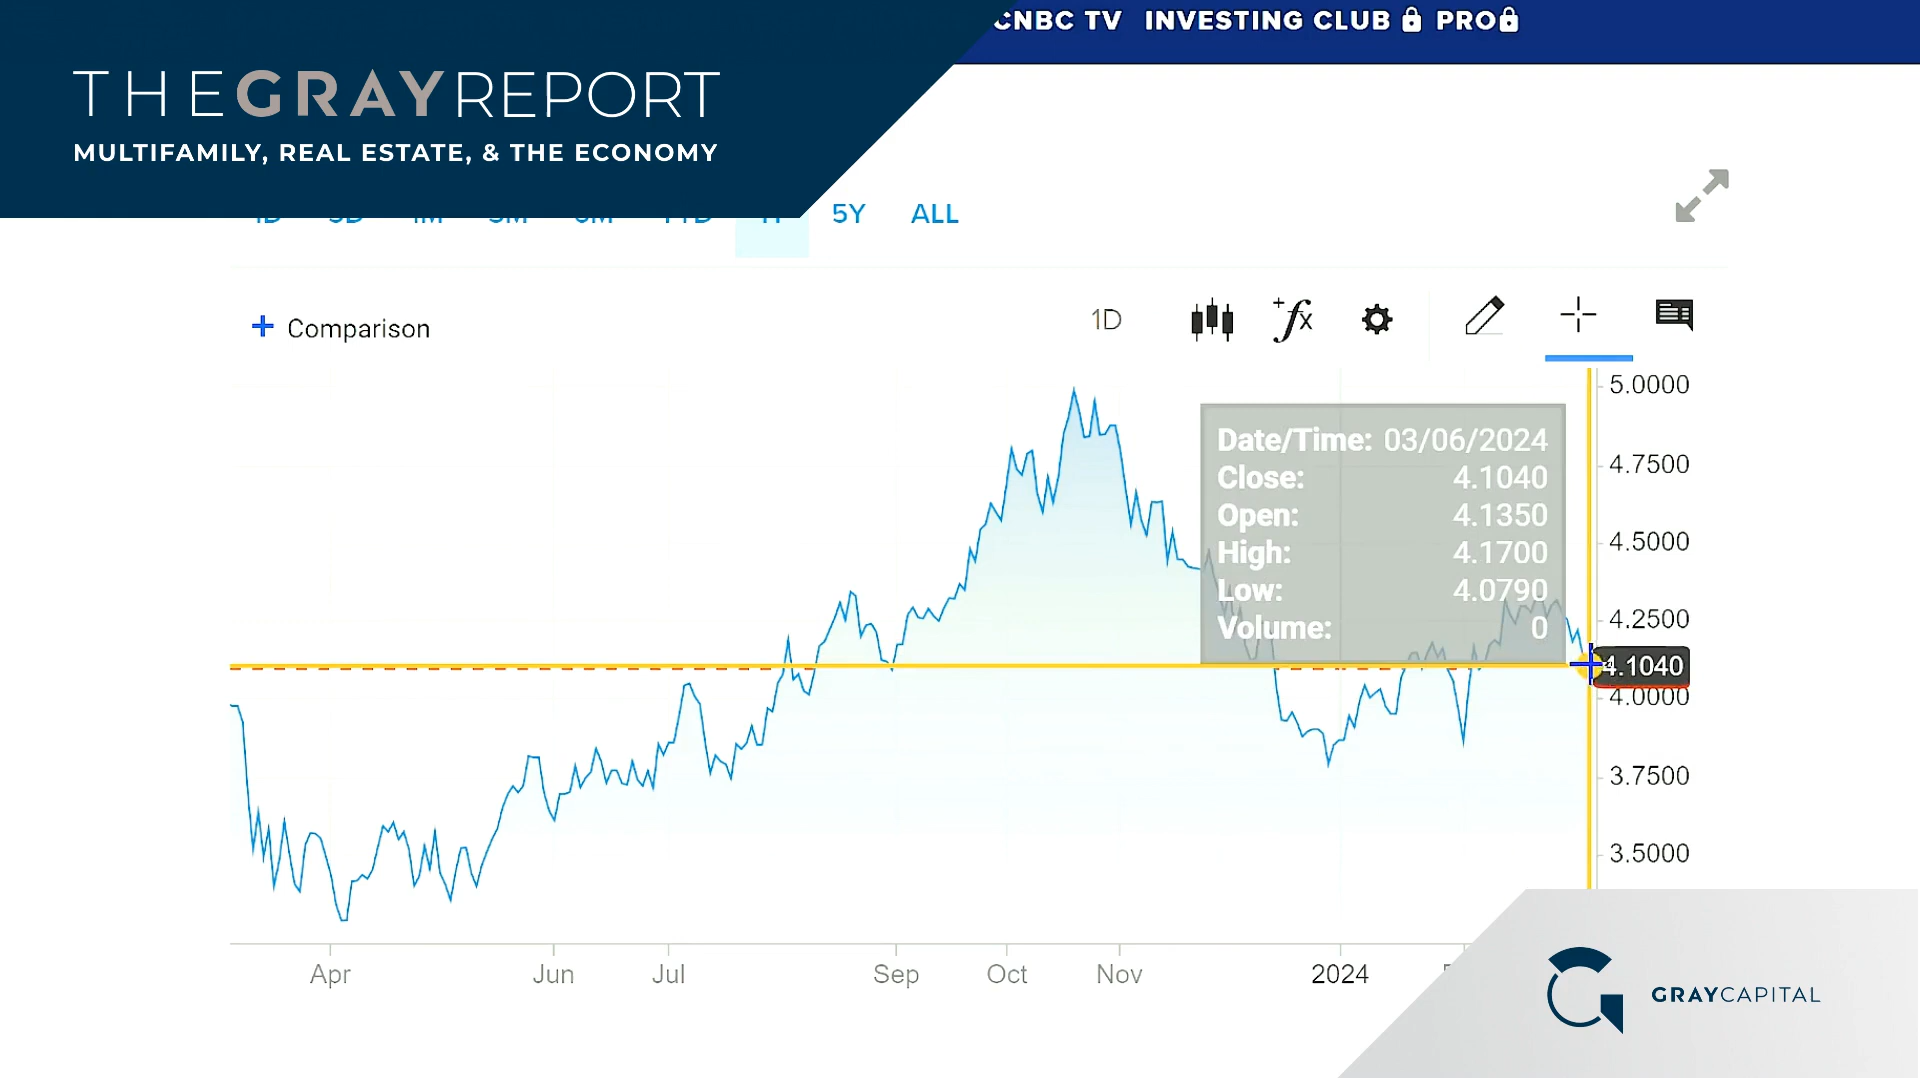 CNBC TV INVESTING CLUB PRO
THEGRAYREPORT
MULTIFAMILY, REAL ESTATE, & THE ECONOMY
5Y ALL
+ Comparison
1D
+fx
5.0000
Date/Time: 03/06/2024
4.7500
Close: 4.1040
Open: 4.1350
4.5000
High: 4.1700
Low: 4.0790
4.2500
Volume: 0
4.1040
4.0000
3.7500
3.5000
Apr Jun Jul Sep Oct Nov 2024
GRAYCAPITAL